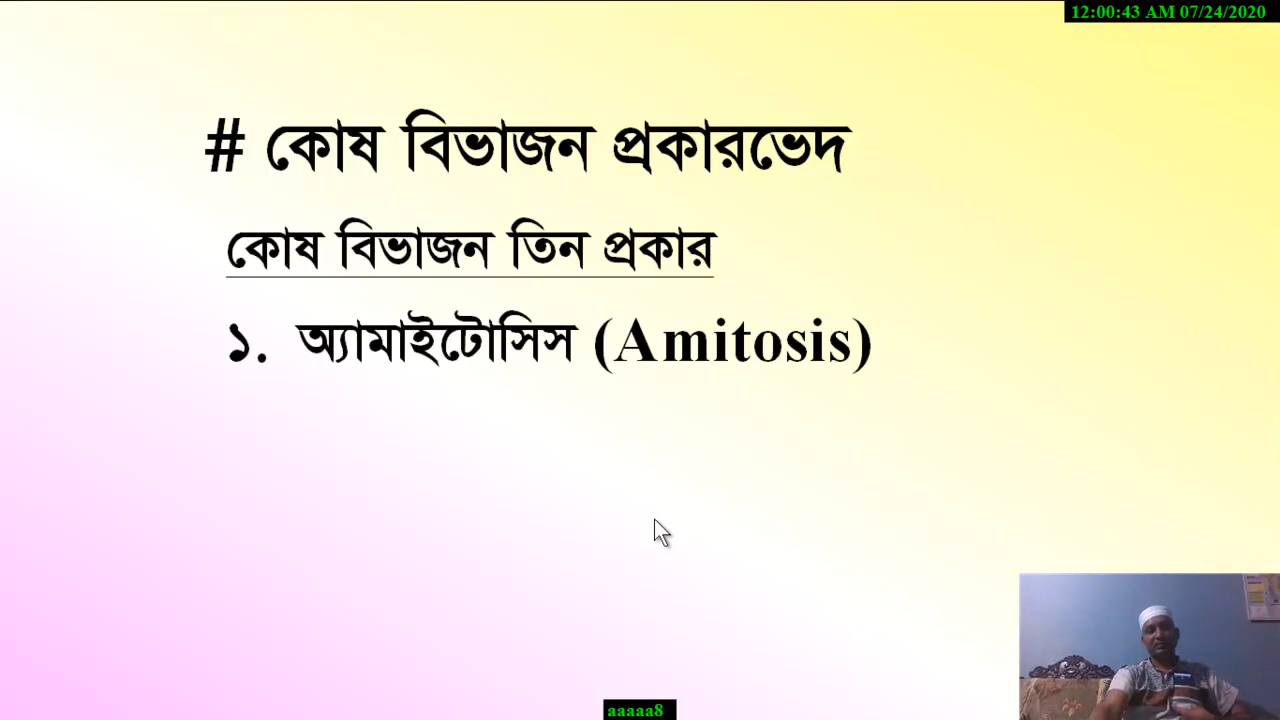 12:00:43 AM 07/24/2020
# কোষ বিভাজন প্রকারভেদ
কোষ বিভাজন তিন প্রকার
১. অ্যামাইটোসিস (Amitosis)
aaaaa8